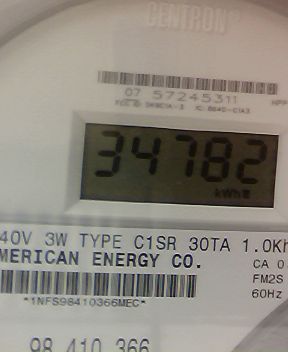 CENTRON®
07 57245311
34782
kWh
40V 3W TYPE C1SR 30TA 1.0Kh
MERICAN ENERGY CO.
CA 0
FM2S
60Hz
*1NFS98410366MEC*
98 410 366